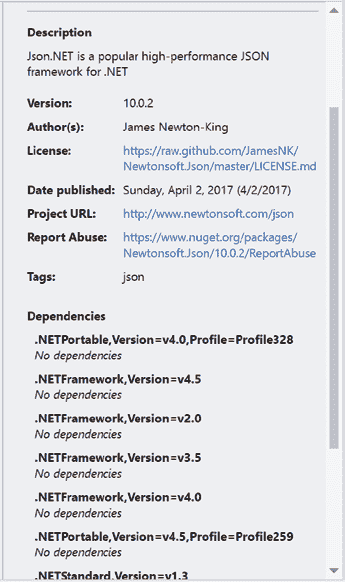 Description
Json.NET is a popular high-performance JSON
framework for .NET
Version: 10.0.2
Author(s): James Newton-King
License: https://raw.github.com/JamesNK/
Newtonsoft.Json/master/LICENSE.md
Date published: Sunday, April 2, 2017 (4/2/2017)
Project URL: http://www.newtonsoft.com/json
Report Abuse: https://www.nuget.org/packages/
Newtonsoft.Json/10.0.2/ReportAbuse
Tags: json
Dependencies
.NETPortable,Version=v4.0,Profile=Profile328
No dependencies
.NETFramework,Version=v4.5
No dependencies
.NETFramework,Version=v2.0
No dependencies
.NETFramework,Version=v3.5
No dependencies
.NETFramework,Version=v4.0
No dependencies
.NETPortable,Version=v4.5,Profile=Profile259
No dependencies
.NETStandard,Version=v1.3